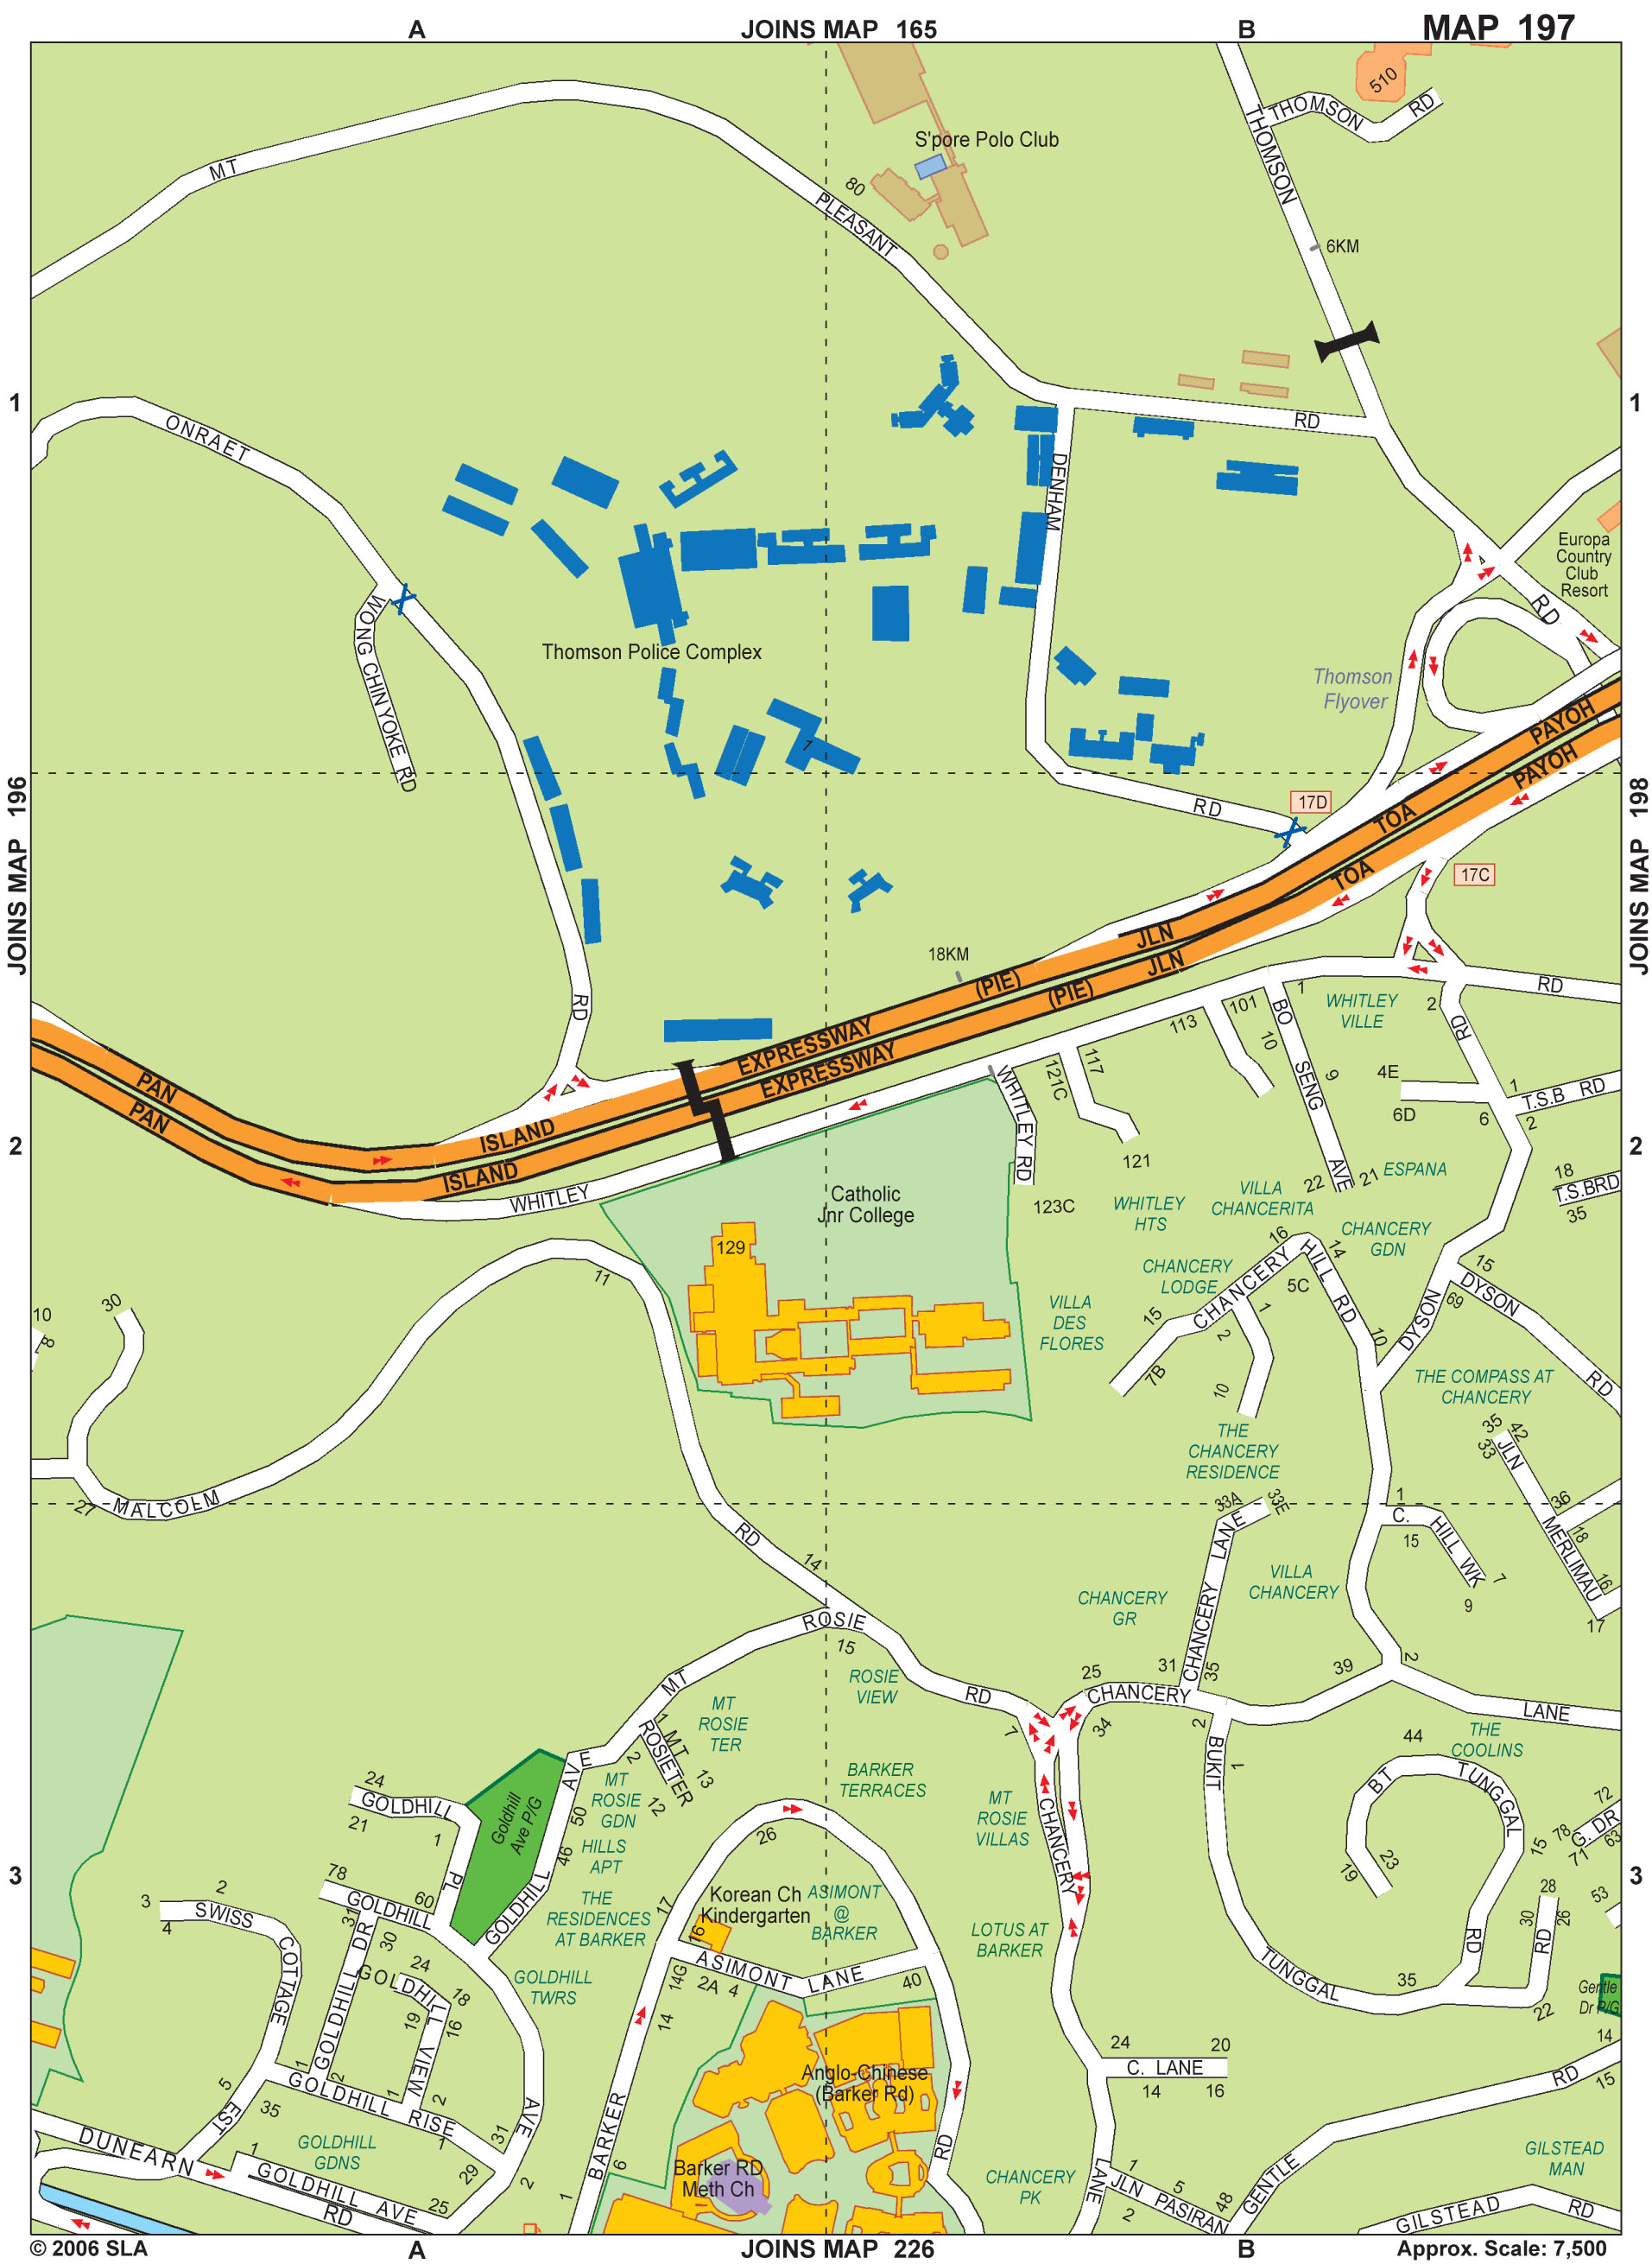 A
JOINS MAP 165
B
MAP 197
510
THOMSON RD
THOMSON
S'pore Polo Club
MT
80
PLEASANT
6KM
1
1
RD
ONRAET
DENHAM
Europa
Country
Club
Resort
RD
WONG CHIN YOKE RD
Thomson Police Complex
Thomson
Flyover
1
PAYOH
PAYOH
JOINS MAP 196
JOINS MAP 198
RD
17D
TOA
TOA
17C
JLN
JLN
18KM
(PIE)
(PIE)
RD
RD
113
101
1
WHITLEY
VILLE
2
RD
BO SENG AVE
10
9
EXPRESSWAY
EXPRESSWAY
PAN
PAN
117
121C
WHITLEY RD
4E
6D
1
T.S.B RD
6
2
ISLAND
ISLAND
2
2
121
WHITLEY
18
T.S.B RD
35
ESPANA
22
21
Catholic
Jnr College
123C
WHITLEY
HTS
VILLA
CHANCERITA
CHANCERY
GDN
129
16
14
11
CHANCERY
LODGE
CHANCERY
HILL RD
5C
15
DYSON
69
DYSON
RD
10
30
10
8
VILLA
DES
FLORES
15
1
2
10
7B
THE COMPASS AT
CHANCERY
THE
CHANCERY
RESIDENCE
35
42
33
JLN
MERLIMAU
36
18
16
17
27
MALCOLM
RD
14
33A
33E
1
C. HILL WK
15
7
9
CHANCERY LANE
VILLA
CHANCERY
CHANCERY
GR
ROSIE
15
ROSIE
VIEW
RD
MT
7
25
31
35
39
2
CHANCERY
LANE
34
2
1
MT
ROSIE
TER
1
MT
ROSIE TER
2
13
12
44
THE
COOLINS
BUKIT
BT
TUNGGAL
BARKER
TERRACES
MT
ROSIE
VILLAS
MT
ROSIE
GDN
AVE
24
GOLDHILL
21
1
PL
Goldhill
Ave P/G
50
46
HILLS
APT
26
CHANCERY
72
78
G. DR
71
63
15
19
23
3
3
78
GOLDHILL
60
GOLDHILL
THE
RESIDENCES
AT BARKER
17
Korean Ch
Kindergarten
16
ASIMONT
@
BARKER
LOTUS AT
BARKER
28
30
26
RD
RD
53
3
2
4
SWISS
COTTAGE
EST
31
DR
30
24
GOLDHILL
18
19
16
VIEW
GOLDHILL
GOLDHILL
TWRS
14G
2A
4
ASIMONT LANE
40
14
TUNGGAL
35
22
Gentle
Dr P/G
14
1
2
1
2
5
35
GOLDHILL RISE
1
Anglo-Chinese
(Barker Rd)
24
20
C. LANE
14
16
RD
15
AVE
31
29
2
DUNEARN
RD
1
GOLDHILL AVE
25
GOLDHILL
GDNS
BARKER
6
1
Barker RD
Meth Ch
RD
CHANCERY
PK
LANE
1
JLN PASIRAN
5
2
48
GENTLE
GILSTEAD
MAN
GILSTEAD
RD
© 2006 SLA
A
JOINS MAP 226
B
Approx. Scale: 7,500